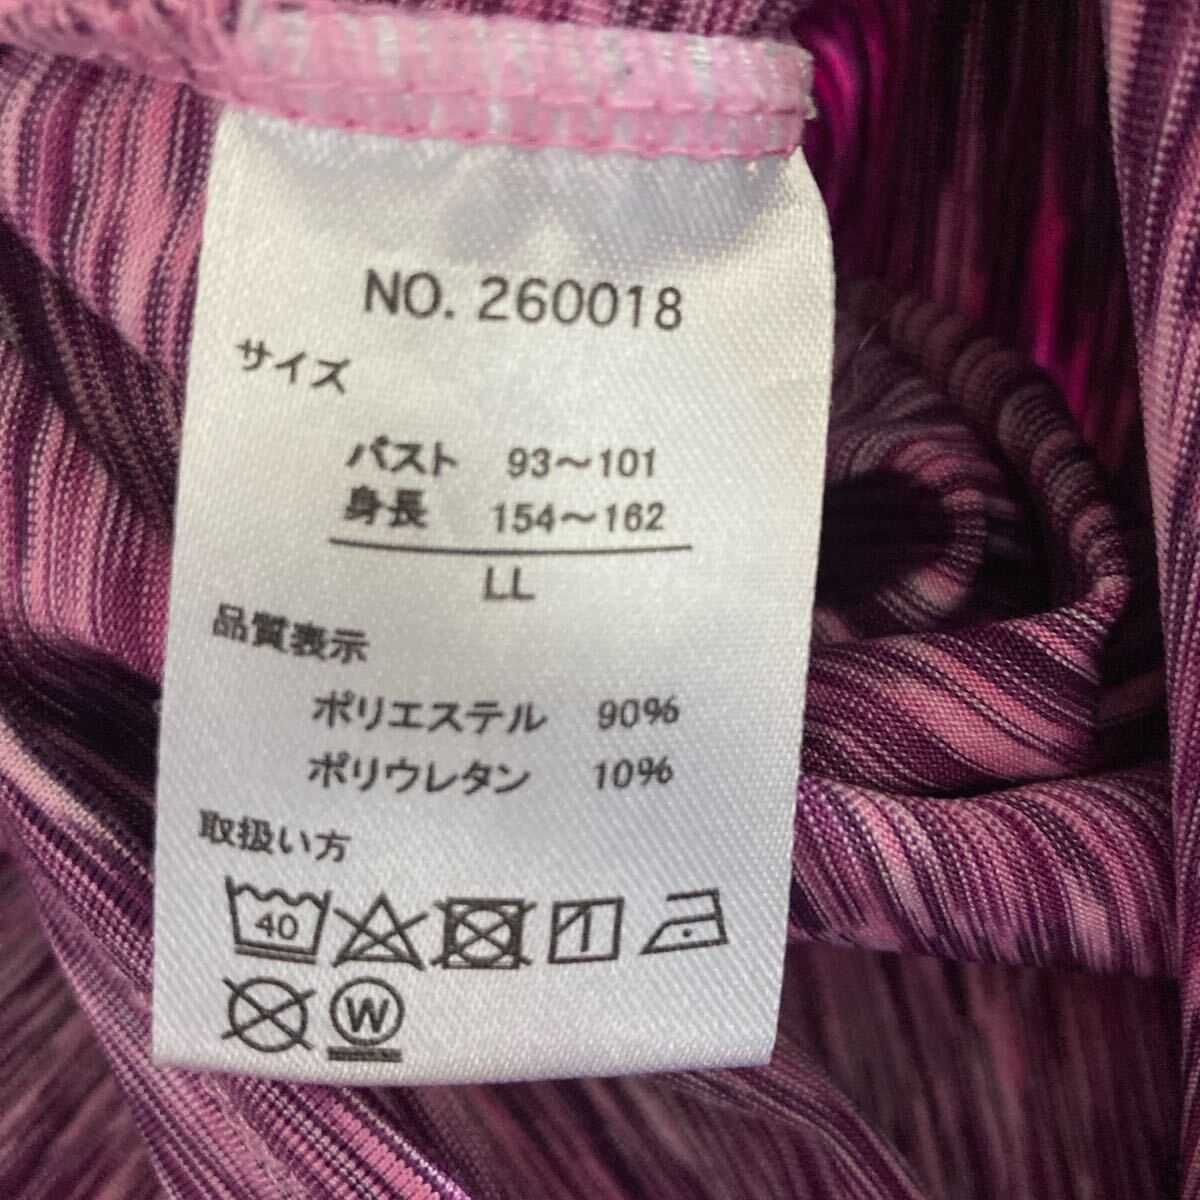 NO. 260018
サイズ
バスト 93～101
身長 154～162
LL
品質表示
ポリエステル 90%
ポリウレタン 10%
取扱い方
40
W